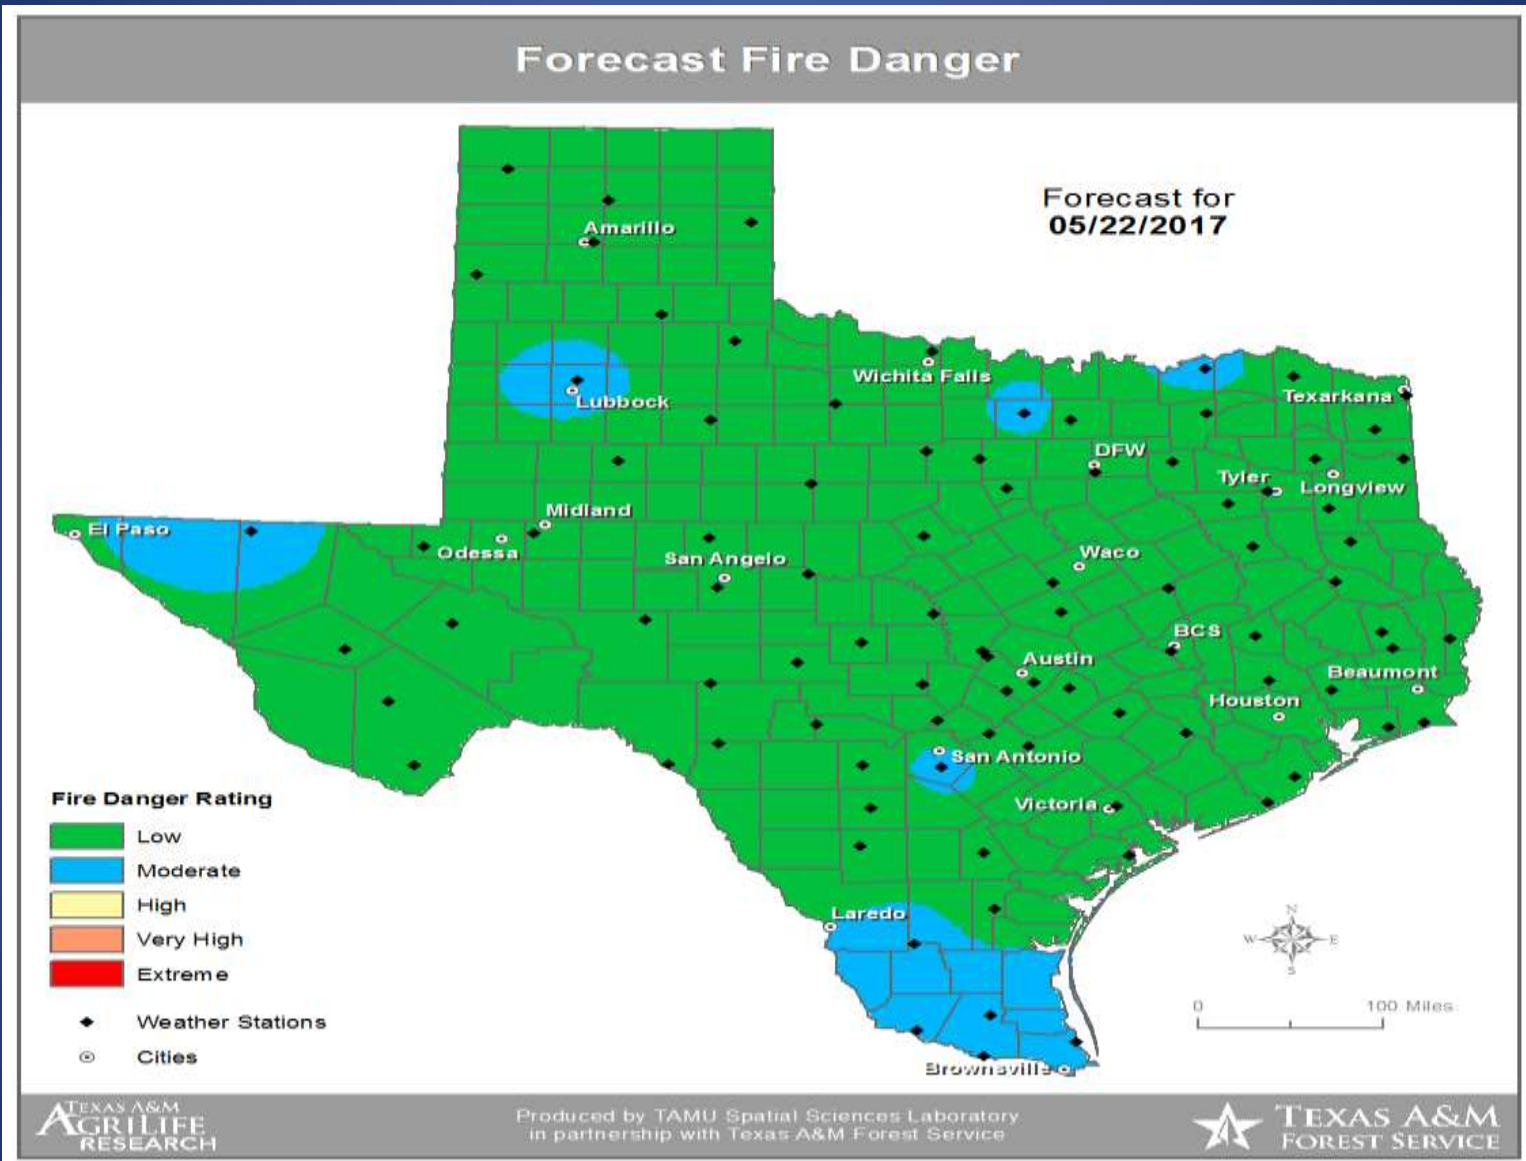 Forecast Fire Danger
Forecast for
05/22/2017
Amarillo
Lubbock
Wichita Falls
Texarkana
DFW
Tyler
Longview
El Paso
Midland
Odessa
San Angelo
Waco
BCS
Austin
Beaumont
Houston
San Antonio
Victoria
Laredo
Brownsville
Fire Danger Rating
Low
Moderate
High
Very High
Extreme
Weather Stations
Cities
N
W E
S
0 100 Miles
TEXAS A&M
AGRILIFE
RESEARCH
Produced by TAMU Spatial Sciences Laboratory
in partnership with Texas A&M Forest Service
TEXAS A&M
FOREST SERVICE